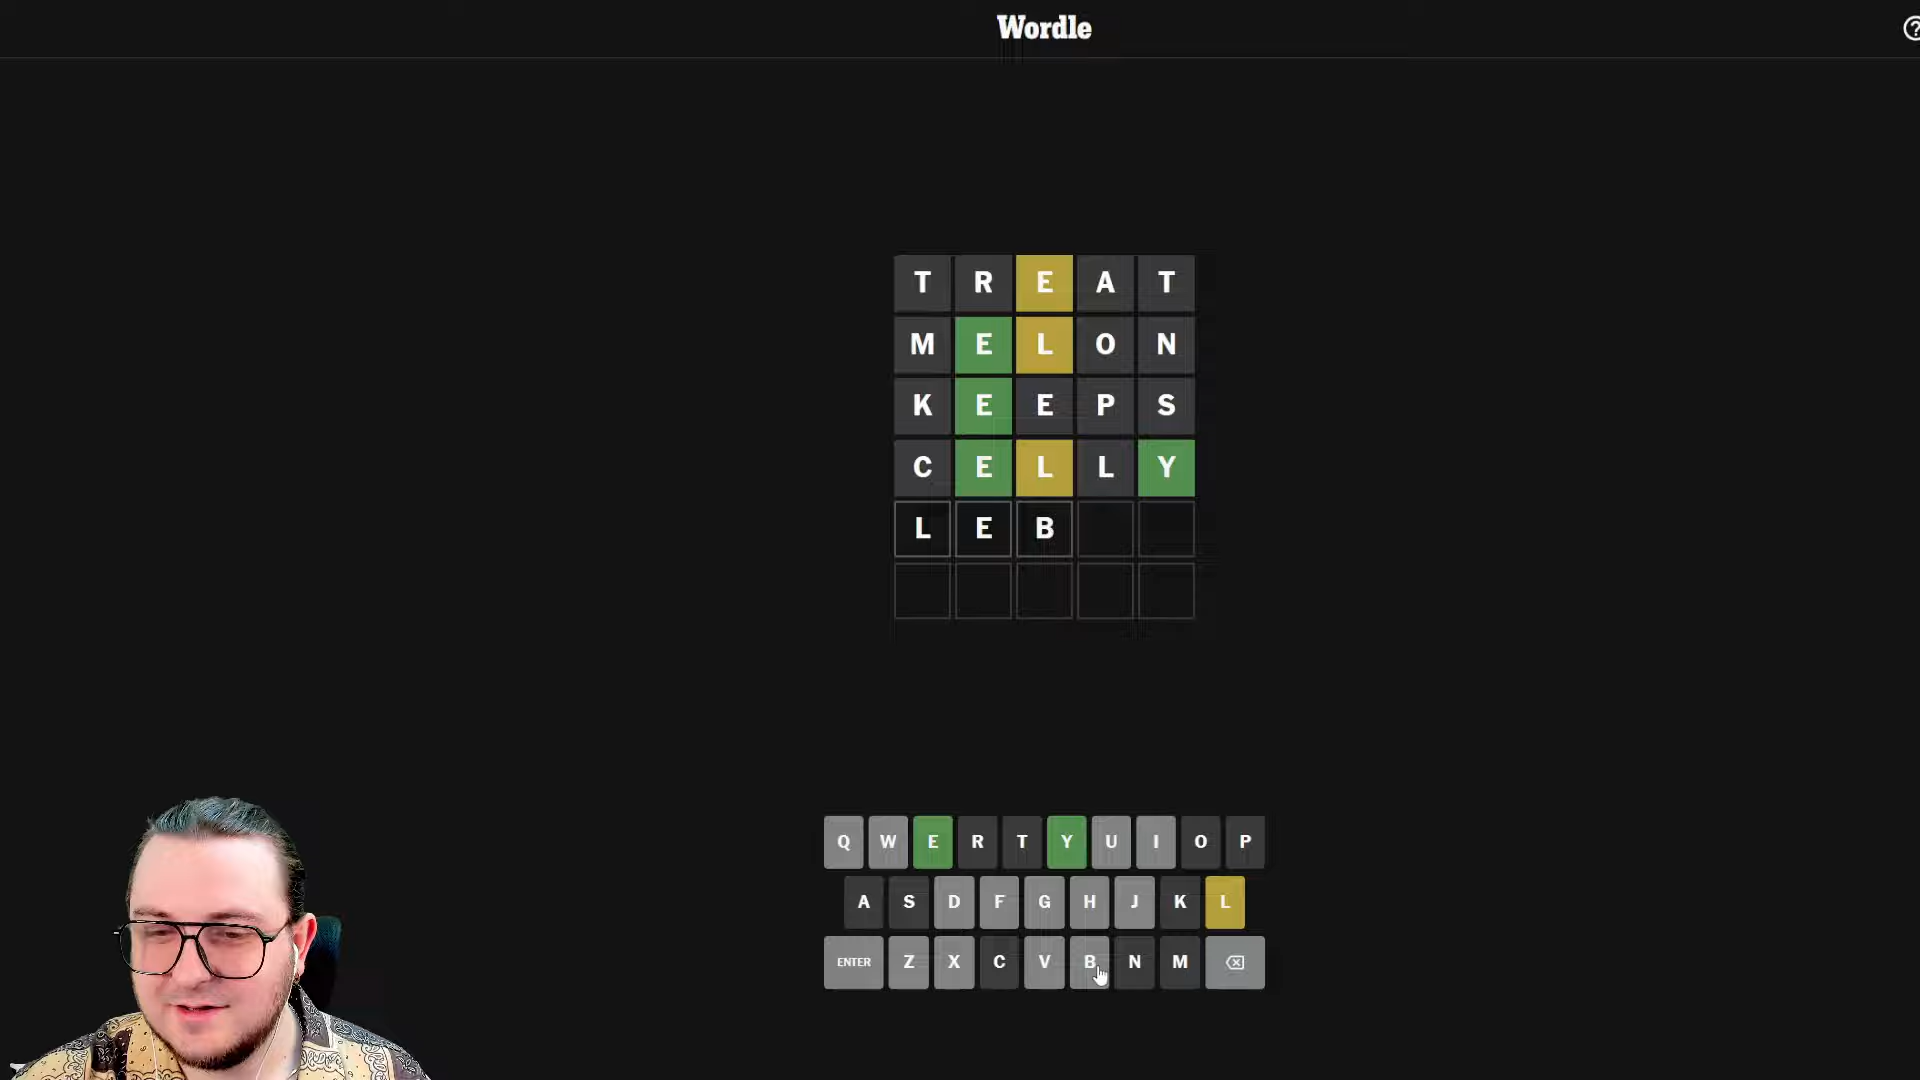 Wordle
T R E A T
M E L O N
K E E P S
C E L L Y
L E B
Q W E R T Y U I O P
A S D F G H J K L
ENTER Z X C V B N M